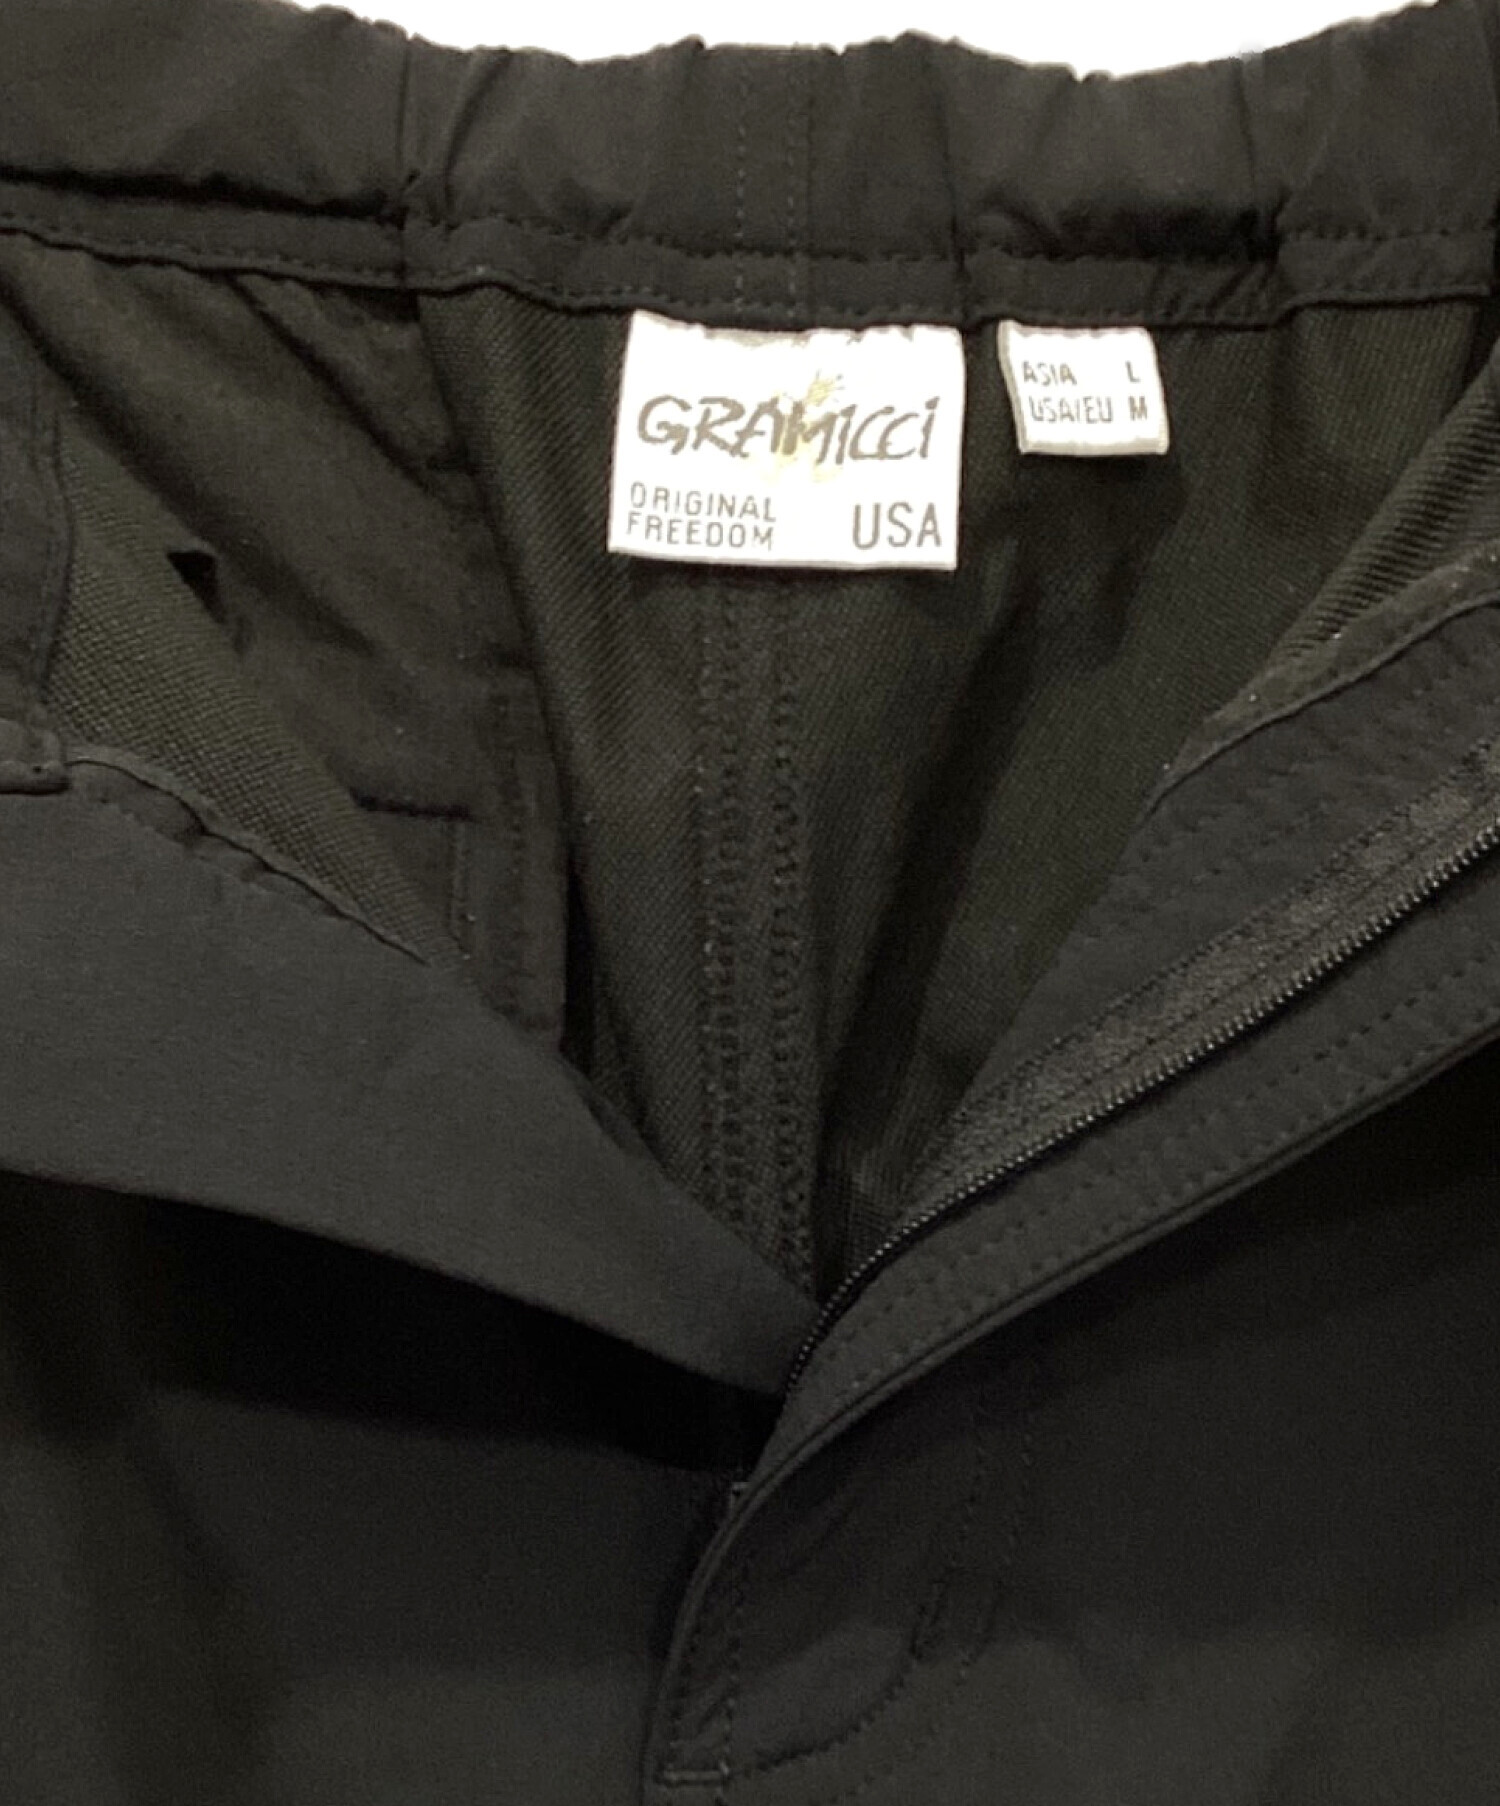 GRAMICCi
ORIGINAL
FREEDOM
USA
ASIA L
USA/EU M